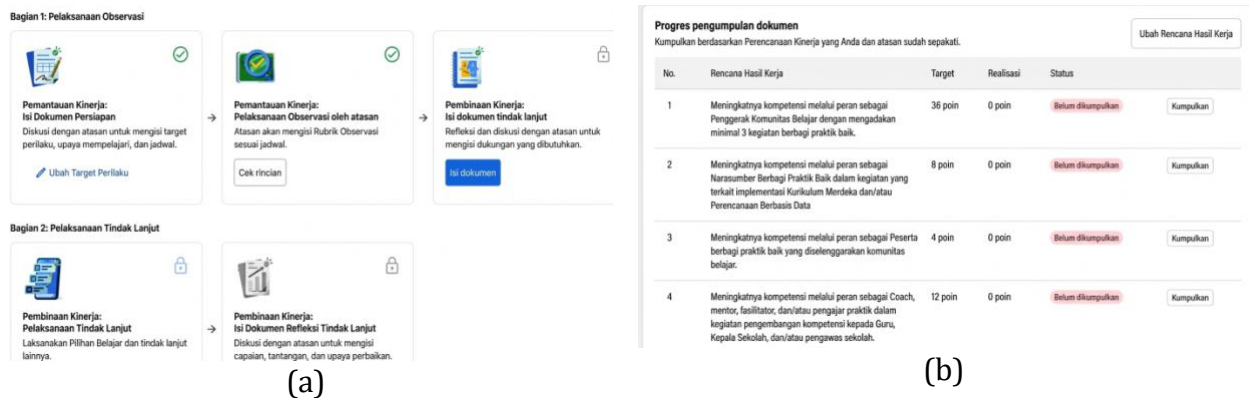 Bagian 1: Pelaksanaan Observasi
Pemantauan Kinerja:
Isi Dokumen Persiapan
Diskusi dengan atasan untuk mengisi target
perilaku, upaya mempelajari, dan jadwal.
Ubah Target Perilaku
Pemantauan Kinerja:
Pelaksanaan Observasi oleh atasan
Atasan akan mengisi Rubrik Observasi
sesuai jadwal.
Cek rincian
Pembinaan Kinerja:
Isi dokumen tindak lanjut
Refleksi dan diskusi dengan atasan untuk
mengisi dukungan yang dibutuhkan.
Isi dokumen
Bagian 2: Pelaksanaan Tindak Lanjut
Pembinaan Kinerja:
Pelaksanaan Tindak Lanjut
Laksanakan Pilihan Belajar dan tindak lanjut
lainnya.
Pembinaan Kinerja:
Isi Dokumen Refleksi Tindak Lanjut
Diskusi dengan atasan untuk mengisi
capaian, tantangan, dan upaya perbaikan.
(a)
Progres pengumpulan dokumen
Kumpulkan berdasarkan Perencanaan Kinerja yang Anda dan atasan sudah sepakati.
Ubah Rencana Hasil Kerja
No. Rencana Hasil Kerja Target Realisasi Status
1 Meningkatnya kompetensi melalui peran sebagai 36 poin 0 poin Belum dikumpulkan Kumpulkan
Penggerak Komunitas Belajar dengan mengadakan
minimal 3 kegiatan berbagi praktik baik.
2 Meningkatnya kompetensi melalui peran sebagai 8 poin 0 poin Belum dikumpulkan Kumpulkan
Narasumber Berbagi Praktik Baik dalam kegiatan yang
terkait implementasi Kurikulum Merdeka dan/atau
Perencanaan Berbasis Data
3 Meningkatnya kompetensi melalui peran sebagai Peserta 4 poin 0 poin Belum dikumpulkan Kumpulkan
berbagi praktik baik yang diselenggarakan komunitas
belajar.
4 Meningkatnya kompetensi melalui peran sebagai Coach, 12 poin 0 poin Belum dikumpulkan Kumpulkan
mentor, fasilitator, dan/atau pengajar praktik dalam
kegiatan pengembangan kompetensi kepada Guru,
Kepala Sekolah, dan/atau pengawas sekolah.
(b)